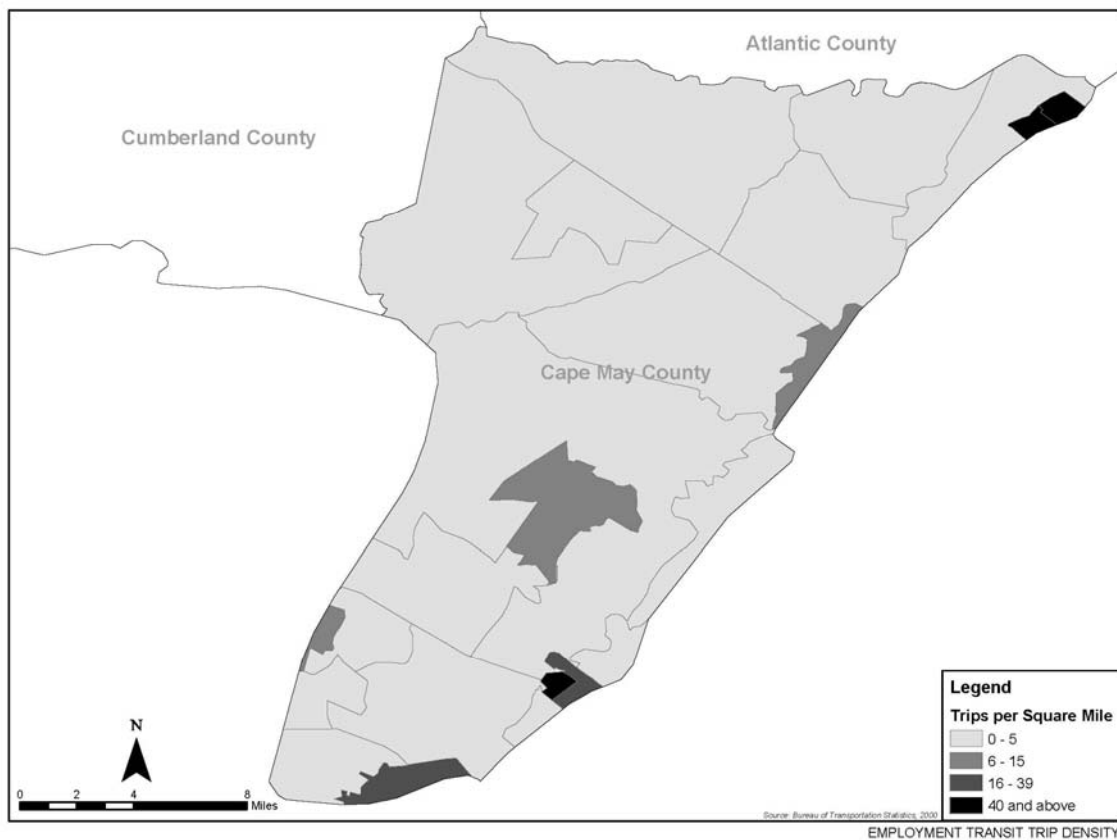 Atlantic County
Cumberland County
Cape May County
N
0 2 4 8
Miles
Legend
Trips per Square Mile
0 - 5
6 - 15
16 - 39
40 and above
Source: Bureau of Transportation Statistics, 2000
EMPLOYMENT TRANSIT TRIP DENSITY